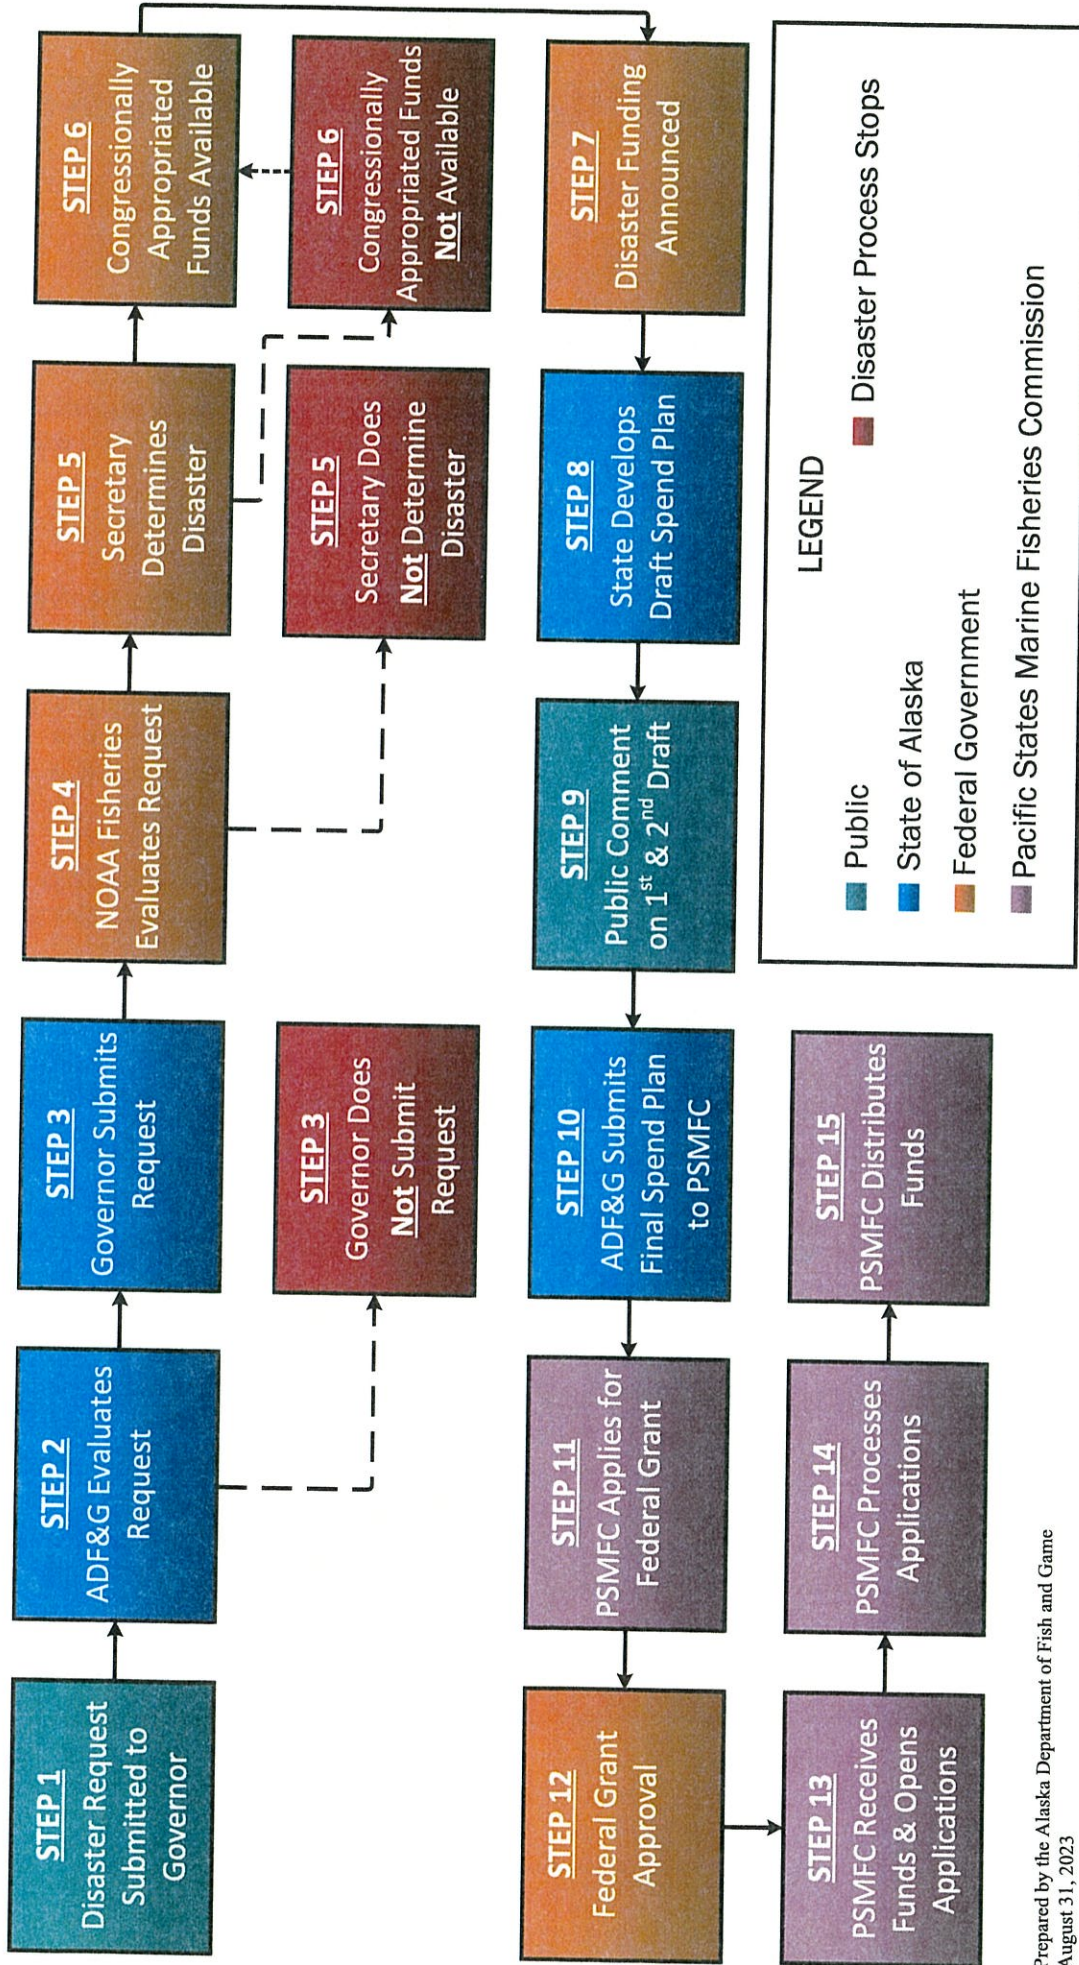 STEP 1
Disaster Request
Submitted to
Governor
STEP 2
ADF&G Evaluates
Request
STEP 3
Governor Submits
Request
STEP 4
NOAA Fisheries
Evaluates Request
STEP 5
Secretary
Determines
Disaster
STEP 6
Congressionally
Appropriated
Funds Available
STEP 3
Governor Does
Not Submit
Request
STEP 5
Secretary Does
Not Determine
Disaster
STEP 6
Congressionally
Appropriated Funds
Not Available
STEP 7
Disaster Funding
Announced
STEP 8
State Develops
Draft Spend Plan
STEP 9
Public Comment
on 1st & 2nd Draft
STEP 10
ADF&G Submits
Final Spend Plan
to PSMFC
STEP 11
PSMFC Applies for
Federal Grant
STEP 12
Federal Grant
Approval
STEP 13
PSMFC Receives
Funds & Opens
Applications
STEP 14
PSMFC Processes
Applications
STEP 15
PSMFC Distributes
Funds
LEGEND
Public
State of Alaska
Federal Government
Pacific States Marine Fisheries Commission
Disaster Process Stops
Prepared by the Alaska Department of Fish and Game
August 31, 2023